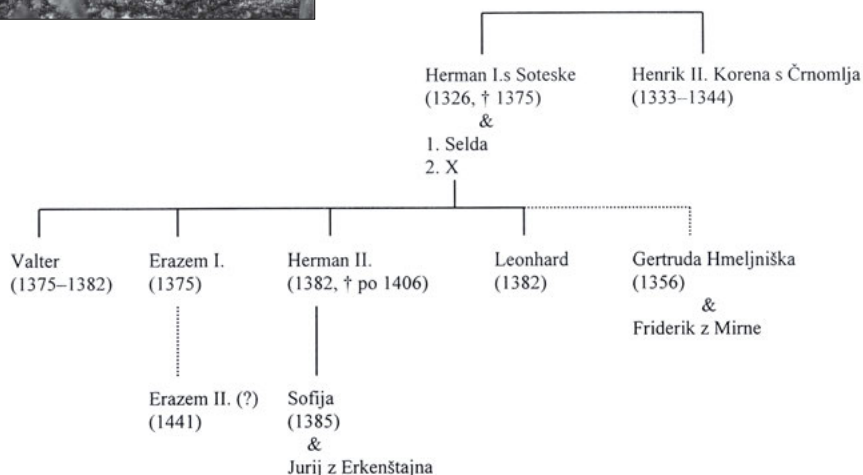 Herman I.s Soteske
(1326, † 1375)
&
1. Selda
2. X
Henrik II. Korena s Črnomlja
(1333–1344)
Valter
(1375–1382)
Erazem I.
(1375)
Herman II.
(1382, † po 1406)
Leonhard
(1382)
Gertruda Hmeljniška
(1356)
&
Friderik z Mirne
Erazem II. (?)
(1441)
Sofija
(1385)
&
Jurij z Erkenštajna